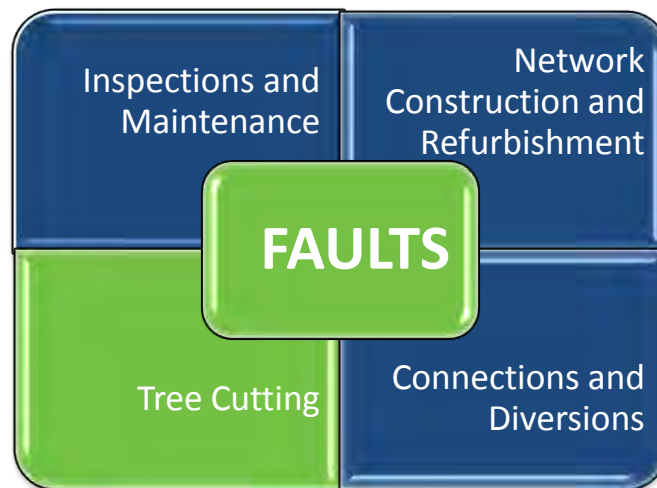 Inspections and
Maintenance
Network
Construction and
Refurbishment
FAULTS
Tree Cutting
Connections and
Diversions